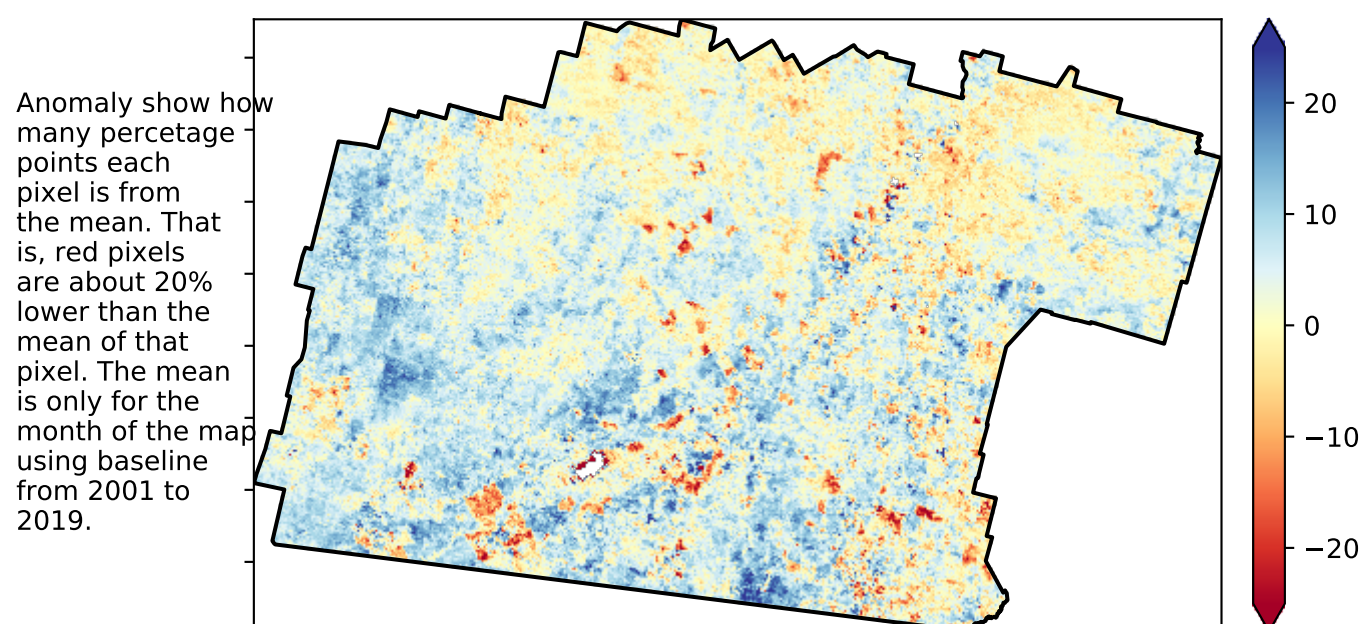 Anomaly show how
many percetage
points each
pixel is from
the mean. That
is, red pixels
are about 20%
lower than the
mean of that
pixel. The mean
is only for the
month of the map
using baseline
from 2001 to
2019.
20
10
0
−10
−20